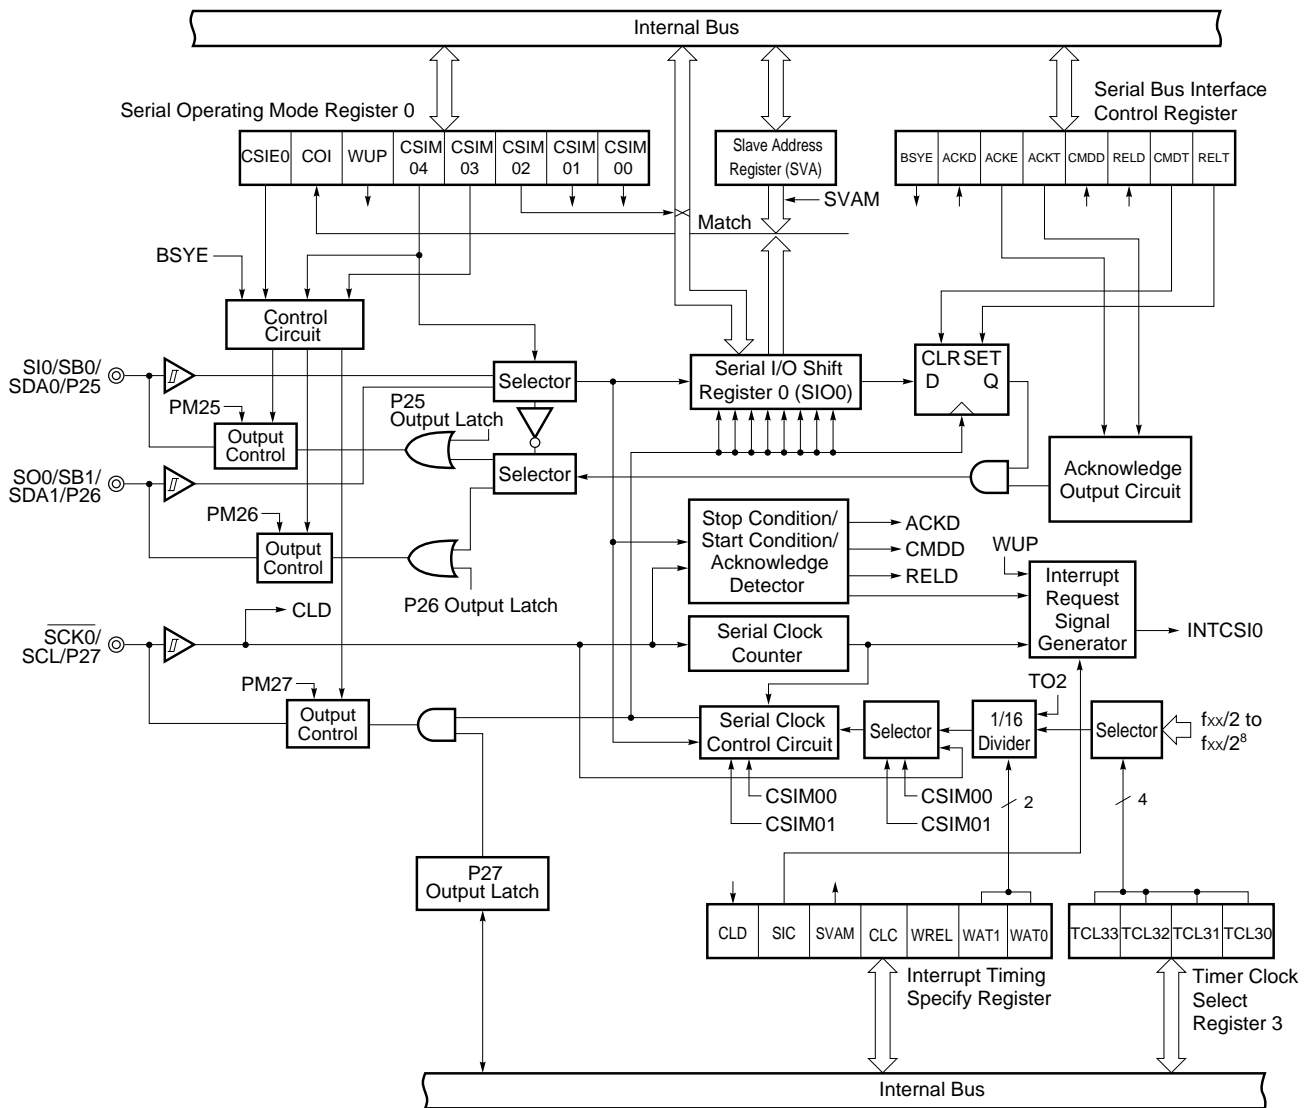 Internal Bus
Serial Operating Mode Register 0
Serial Bus Interface
Control Register
CSIE0 COI WUP CSIM 04 CSIM 03 CSIM 02 CSIM 01 CSIM 00
Slave Address
Register (SVA)
BSYE ACKD ACKE ACKT CMDD RELD CMDT RELT
SVAM
Match
BSYE
Control
Circuit
SI0/SB0/
SDA0/P25
Selector
Serial I/O Shift
Register 0 (SIO0)
CLR SET
D Q
PM25
Output
Control
P25
Output Latch
SO0/SB1/
SDA1/P26
Selector
Acknowledge
Output Circuit
PM26
Output
Control
P26 Output Latch
Stop Condition/
Start Condition/
Acknowledge
Detector
ACKD
CMDD
RELD
WUP
Interrupt
Request
Signal
Generator
INTCSI0
CLD
SCK0/
SCL/P27
Serial Clock
Counter
PM27
Output
Control
Serial Clock
Control Circuit
Selector
TO2
1/16
Divider
Selector
fxx/2 to
fxx/2⁸
CSIM00
CSIM01
CSIM00
CSIM01
2
4
P27
Output Latch
CLD SIC SVAM CLC WREL WAT1 WAT0
TCL33 TCL32 TCL31 TCL30
Interrupt Timing
Specify Register
Timer Clock
Select
Register 3
Internal Bus